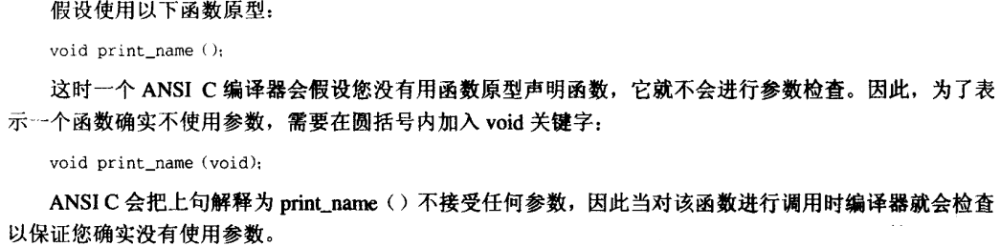 假设使用以下函数原型：
void print_name ();
这时一个 ANSI C 编译器会假设您没有用函数原型声明函数，它就不会进行参数检查。因此，为了表
示一个函数确实不使用参数，需要在圆括号内加入 void 关键字：
void print_name (void);
ANSI C 会把上句解释为 print_name（）不接受任何参数，因此当对该函数进行调用时编译器就会检查
以保证您确实没有使用参数。